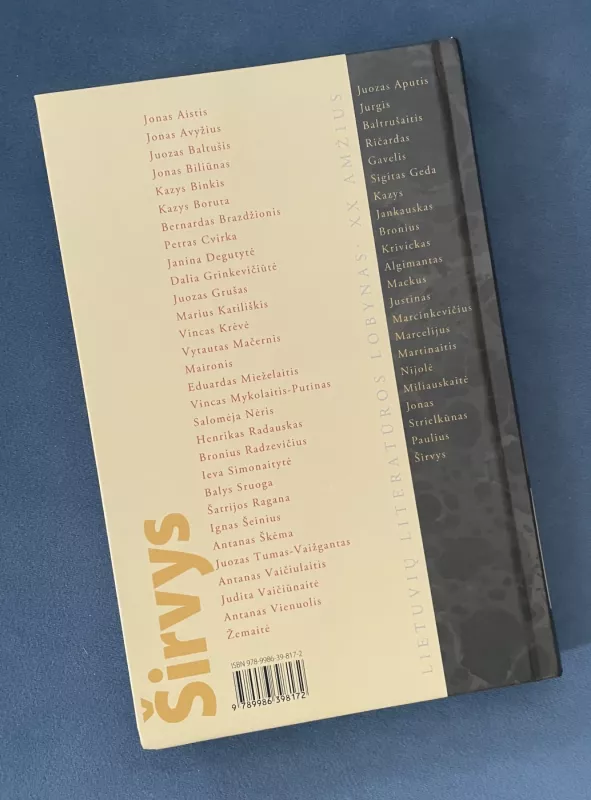 Jonas Aistis
Jonas Avyžius
Juozas Baltušis
Jonas Biliūnas
Kazys Binkis
Kazys Boruta
Bernardas Brazdžionis
Petras Cvirka
Janina Degutytė
Dalia Grinkevičiūtė
Juozas Grušas
Marius Katiliškis
Vincas Krėvė
Vytautas Mačernis
Maironis
Eduardas Mieželaitis
Vincas Mykolaitis-Putinas
Salomėja Nėris
Henrikas Radauskas
Bronius Radzevičius
Ieva Simonaitytė
Balys Sruoga
Šatrijos Ragana
Ignas Šeinius
Antanas Škėma
Juozas Tumas-Vaižgantas
Antanas Vaičiulaitis
Judita Vaičiūnaitė
Antanas Vienuolis
Žemaitė
ISBN 978-9986-39-817-2
9 789986 398172
Širvys
LIETUVIŲ LITERATŪROS LOBYNAS. XX AMŽIUS
Juozas Aputis
Jurgis
Baltrušaitis
Ričardas
Gavelis
Sigitas Geda
Kazys
Jankauskas
Bronius
Krivickas
Algimantas
Mackus
Justinas
Marcinkevičius
Marcelijus
Martinaitis
Nijolė
Miliauskaitė
Jonas
Strielkūnas
Paulius
Širvys